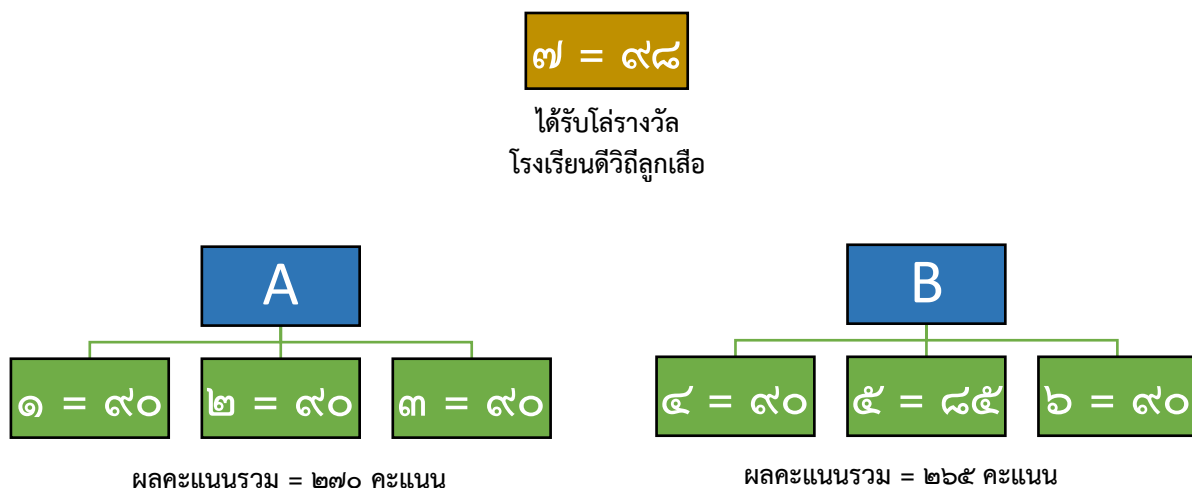 ๗ = ๙๘
ได้รับโล่รางวัล
โรงเรียนดีวิถีลูกเสือ
A
B
๑ = ๙๐
๒ = ๙๐
๓ = ๙๐
๔ = ๙๐
๕ = ๘๕
๖ = ๙๐
ผลคะแนนรวม = ๒๗๐ คะแนน
ผลคะแนนรวม = ๒๖๕ คะแนน